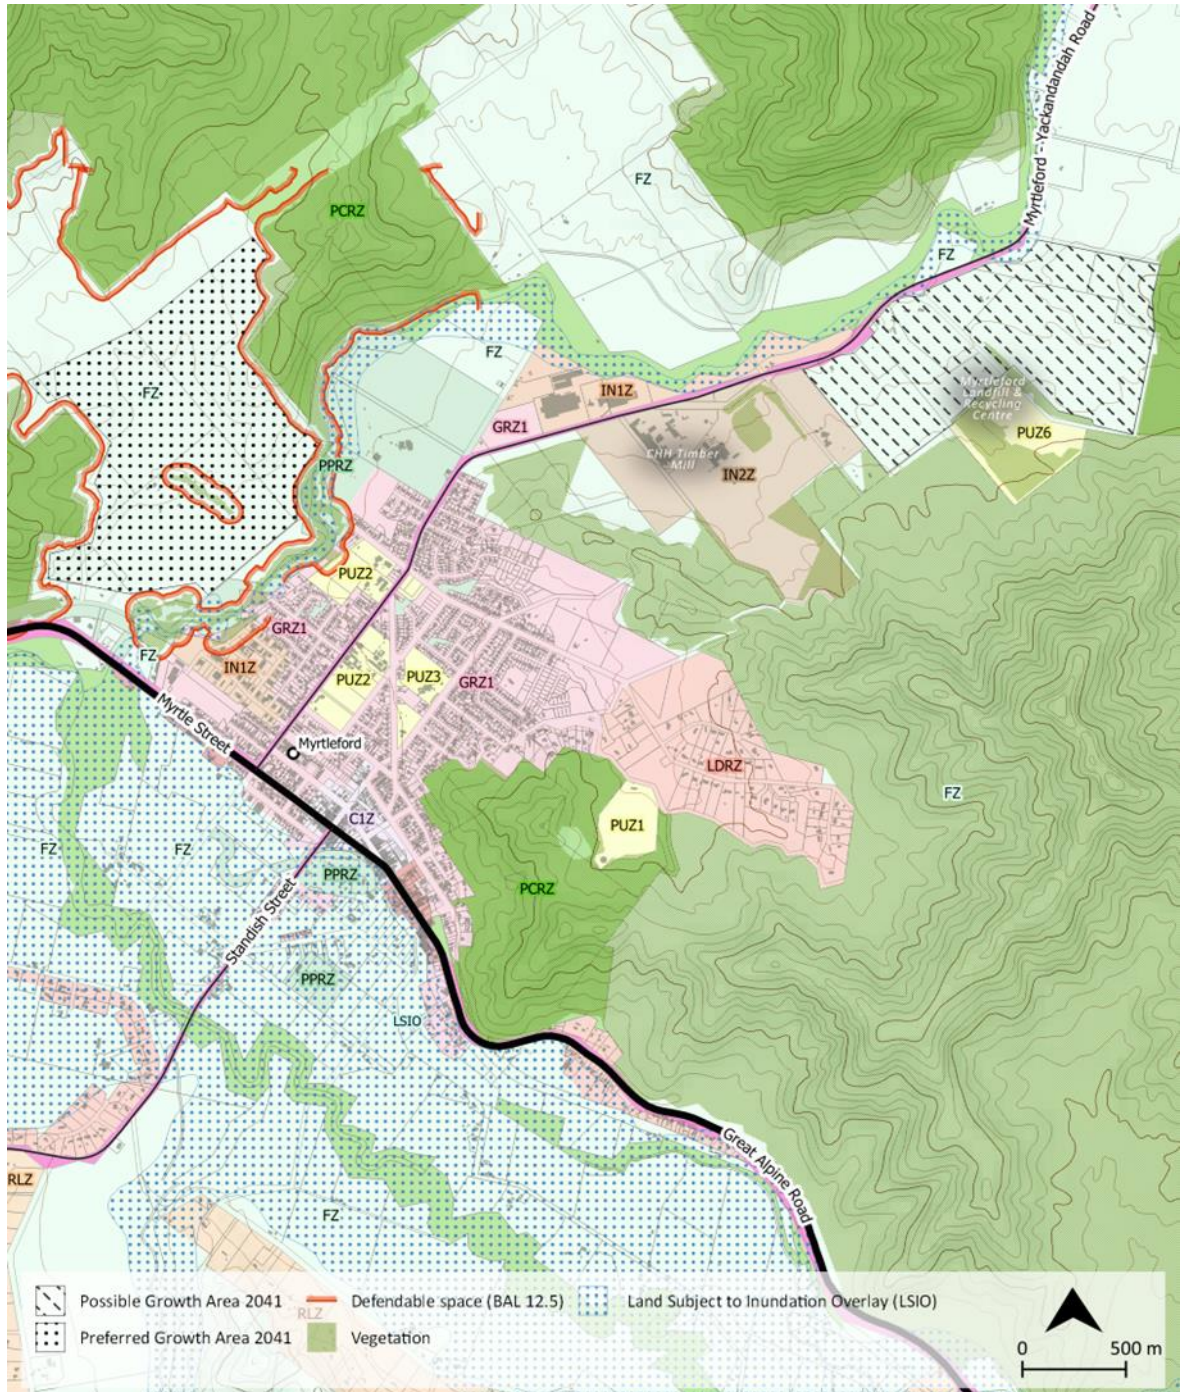 Myrtleford - Yackandandah Road
FZ
PCRZ
FZ
FZ
FZ
IN1Z
Myrtleford
Landfill &
Recycling
Centre
GRZ1
PUZ6
CHH Timber
Mill
PPRZ
IN2Z
PUZ2
GRZ1
FZ
IN1Z
PUZ2
PUZ3
GRZ1
Myrtle Street
Myrtleford
LDRZ
FZ
C1Z
PUZ1
FZ
FZ
PPRZ
PCRZ
Standish Street
PPRZ
LSIO
Great Alpine Road
RLZ
FZ
RLZ
Possible Growth Area 2041
Defendable space (BAL 12.5)
Land Subject to Inundation Overlay (LSIO)
Preferred Growth Area 2041
Vegetation
0 500 m